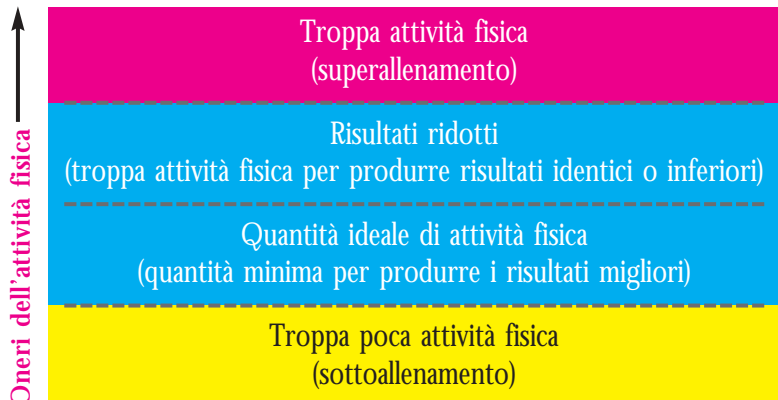 Oneri dell'attività fisica
Troppa attività fisica
(superallenamento)
Risultati ridotti
(troppa attività fisica per produrre risultati identici o inferiori)
Quantità ideale di attività fisica
(quantità minima per produrre i risultati migliori)
Troppa poca attività fisica
(sottoallenamento)